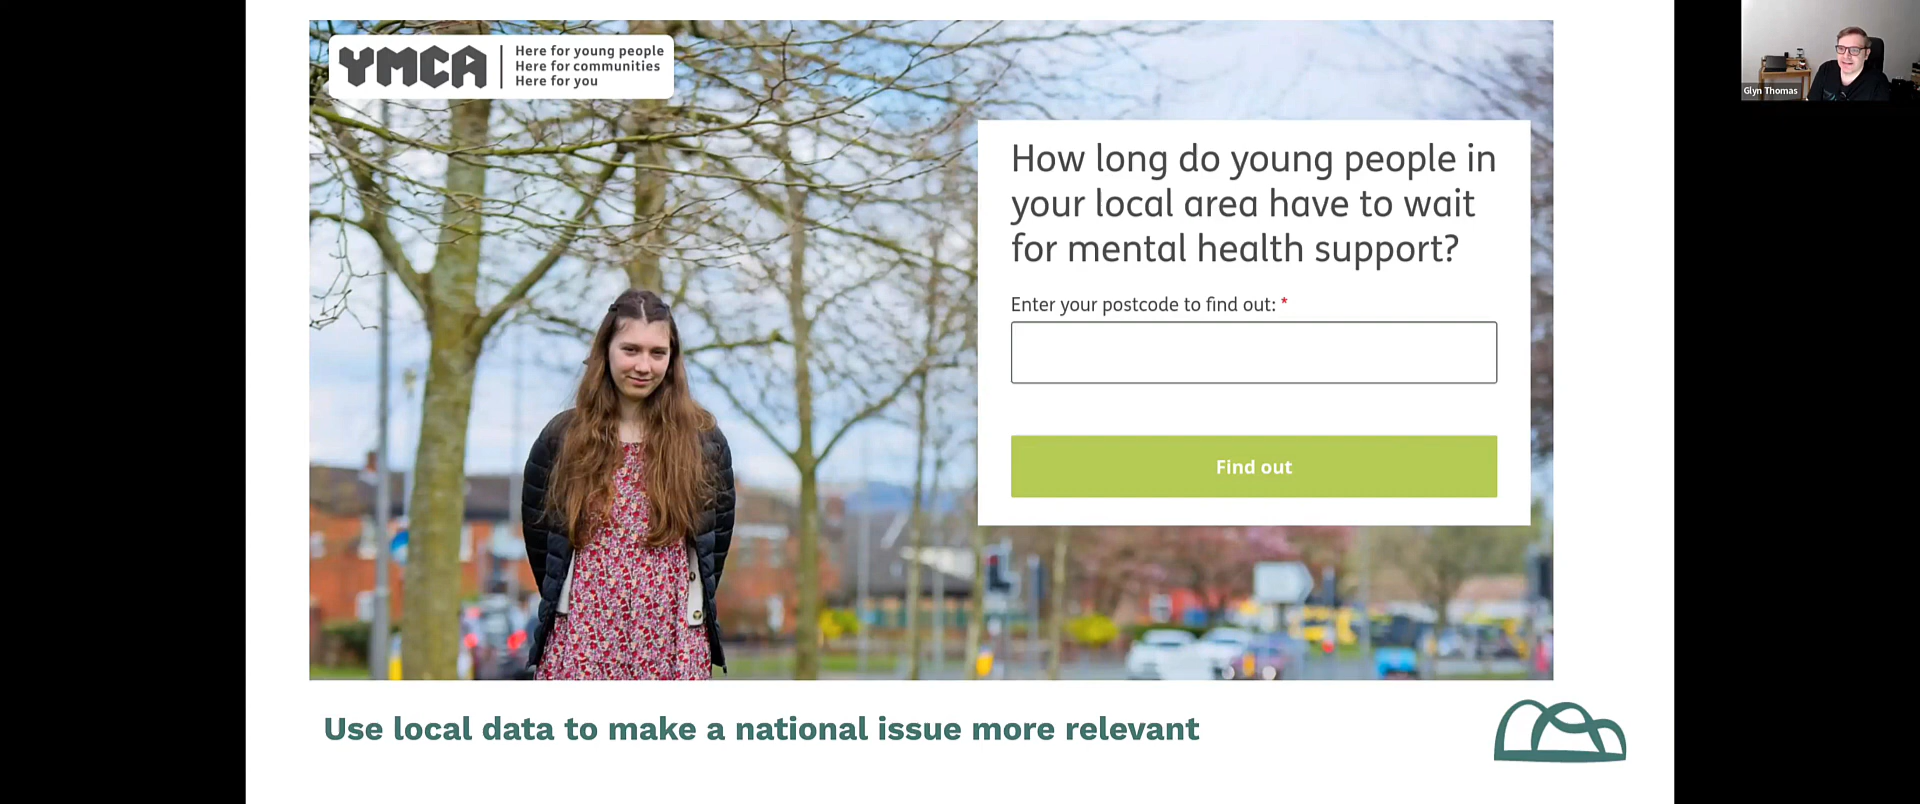 YMCA
Here for young people
Here for communities
Here for you
How long do young people in
your local area have to wait
for mental health support?
Enter your postcode to find out: *
Find out
Use local data to make a national issue more relevant
Glyn Thomas